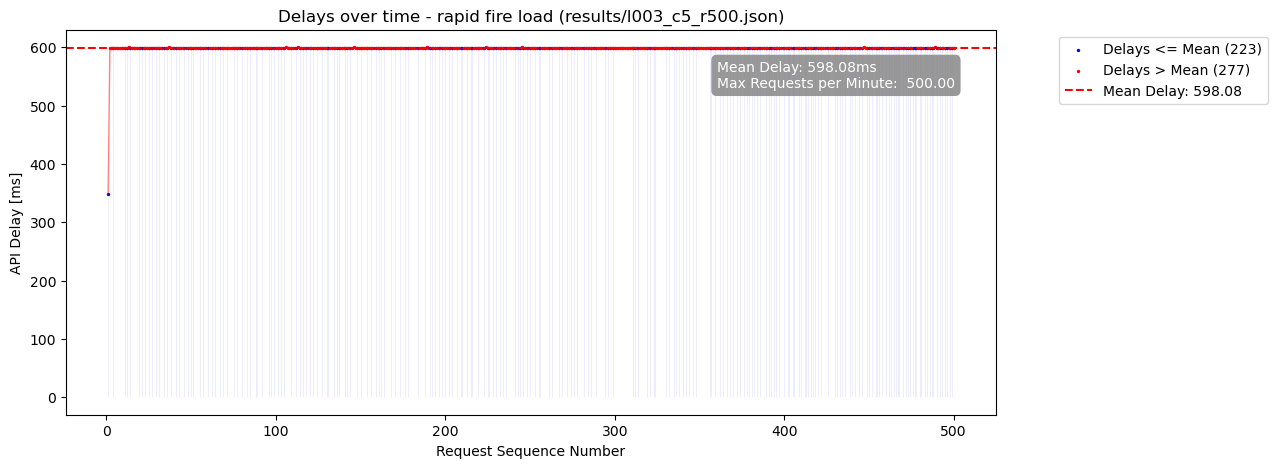 Delays over time - rapid fire load (results/l003_c5_r500.json)
Delays <= Mean (223)
Delays > Mean (277)
Mean Delay: 598.08
Mean Delay: 598.08ms
Max Requests per Minute:  500.00
API Delay [ms]
600
500
400
300
200
100
0
0
100
200
300
400
500
Request Sequence Number